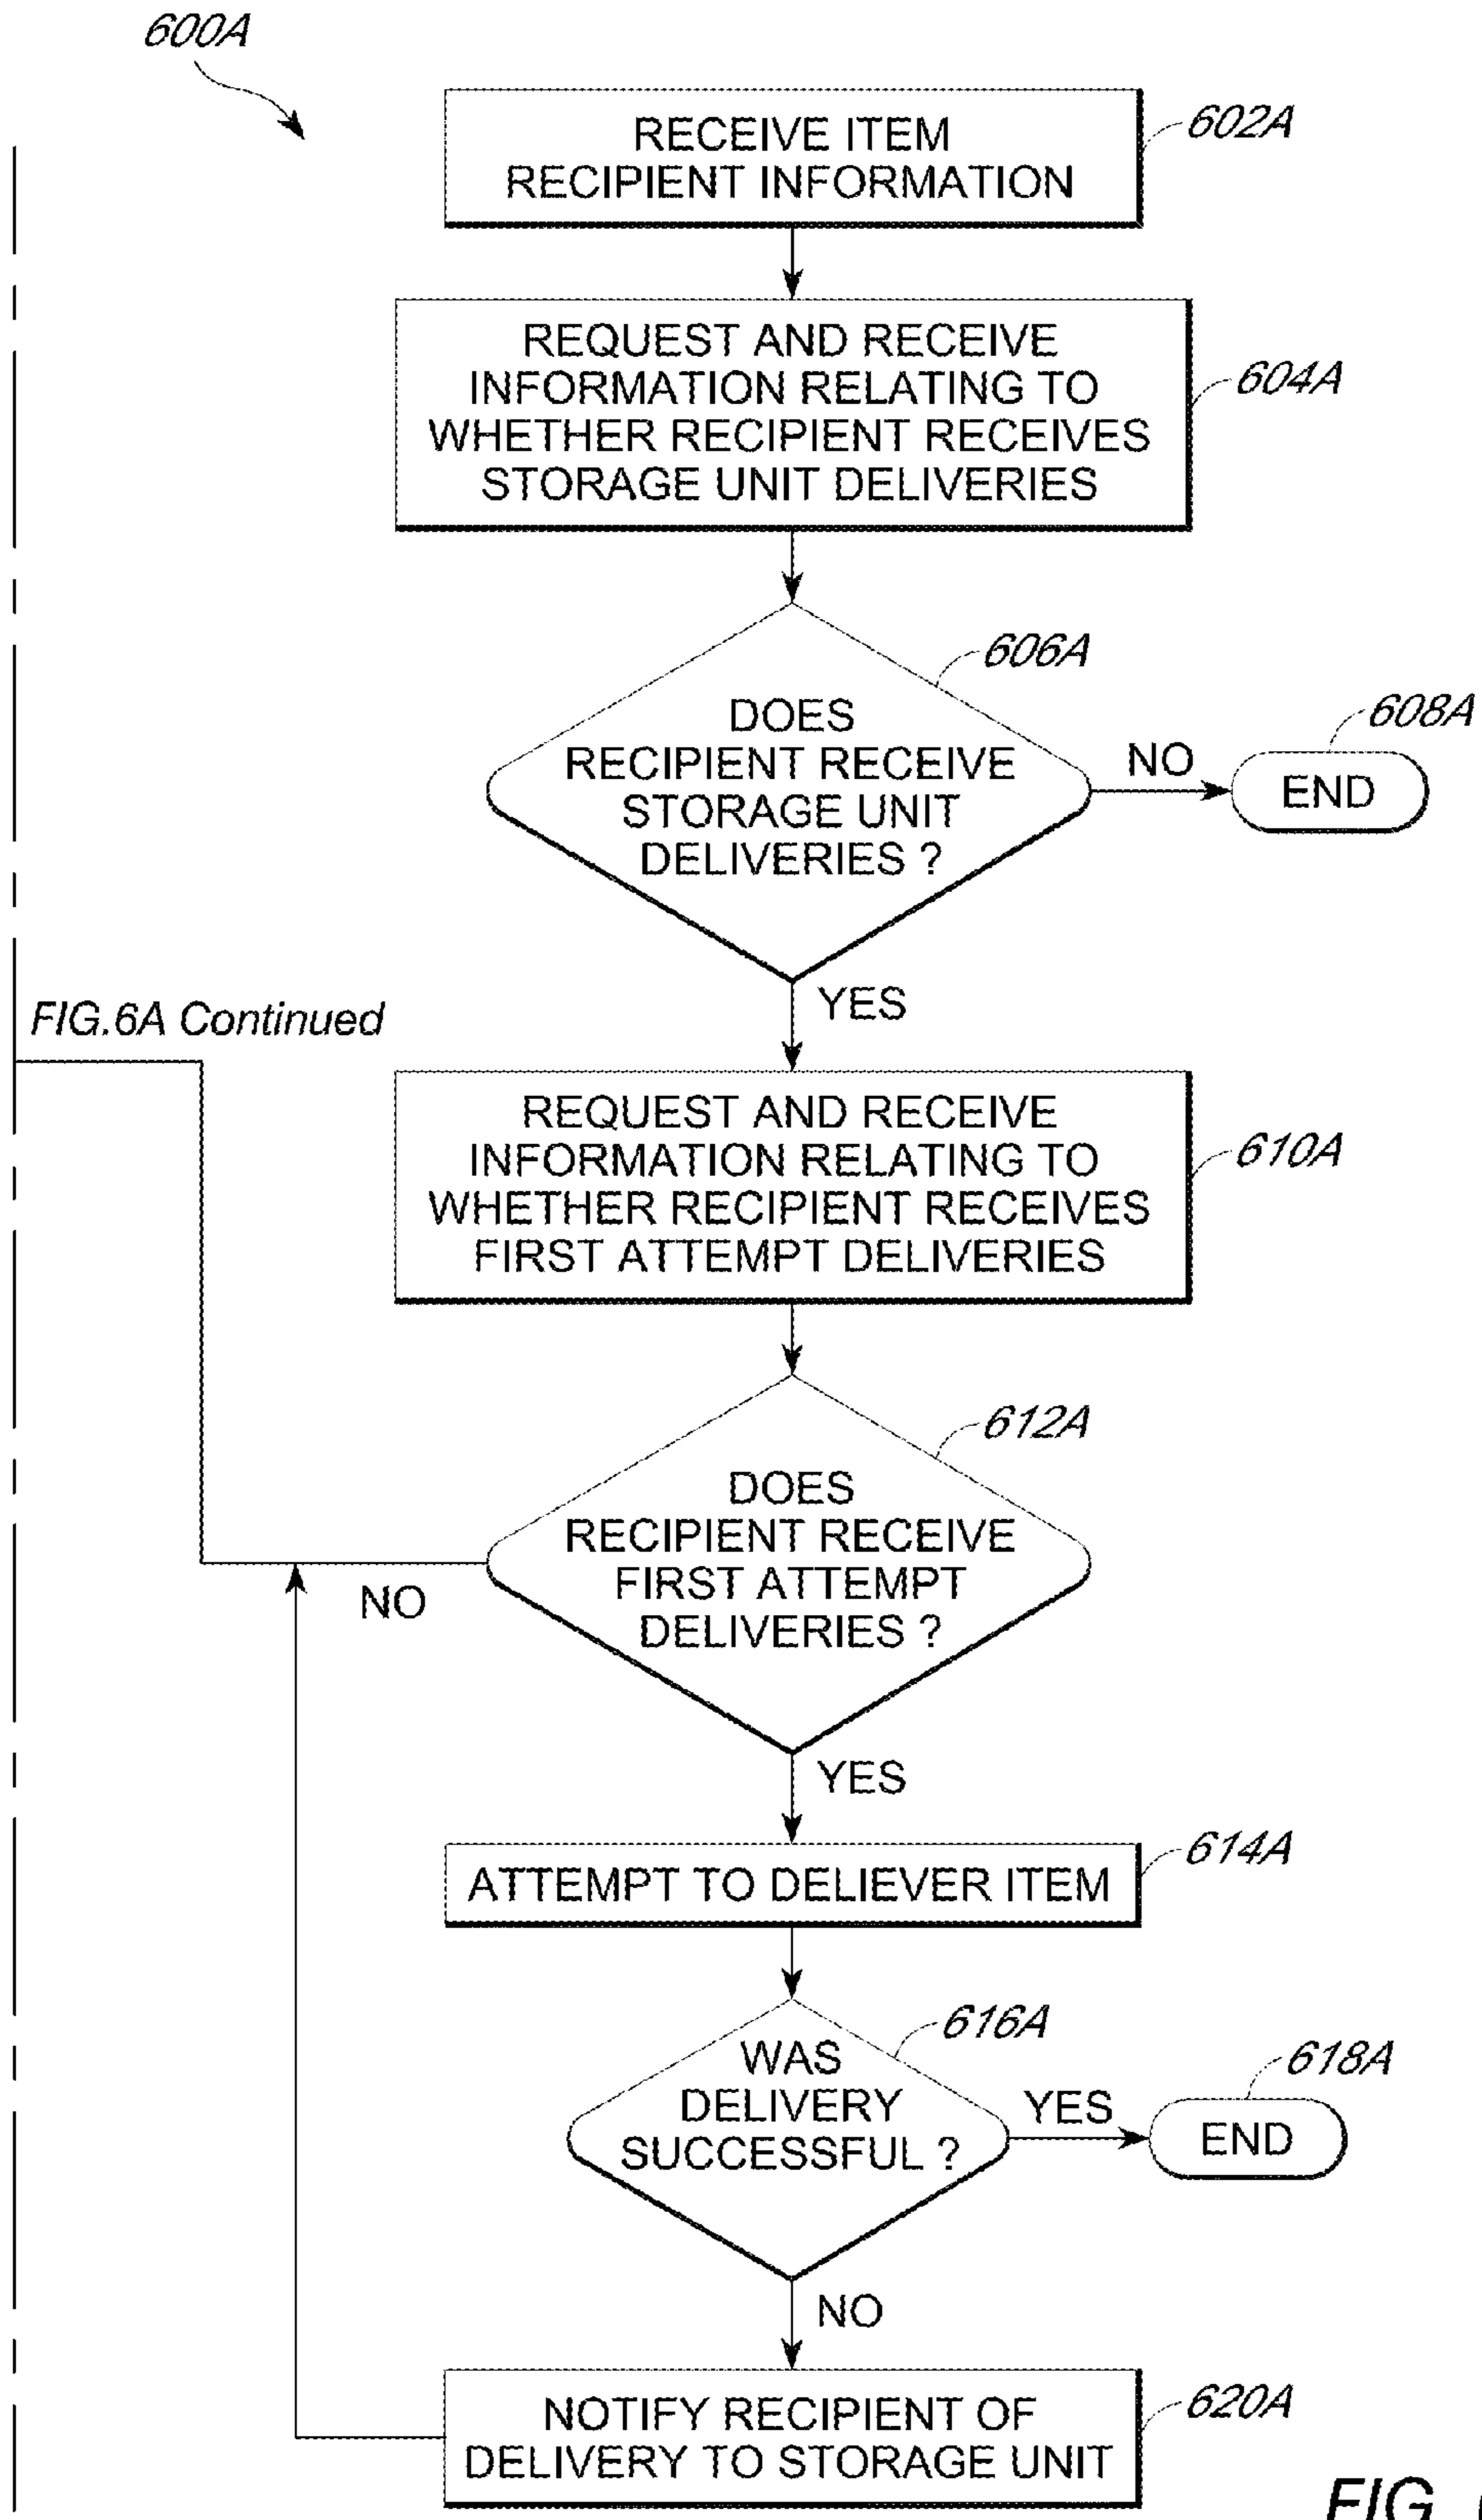 600A
RECEIVE ITEM
RECIPIENT INFORMATION
602A
REQUEST AND RECEIVE
INFORMATION RELATING TO
WHETHER RECIPIENT RECEIVES
STORAGE UNIT DELIVERIES
604A
606A
DOES
RECIPIENT RECEIVE
STORAGE UNIT
DELIVERIES ?
NO
608A
END
YES
FIG.6A Continued
REQUEST AND RECEIVE
INFORMATION RELATING TO
WHETHER RECIPIENT RECEIVES
FIRST ATTEMPT DELIVERIES
610A
612A
DOES
RECIPIENT RECEIVE
FIRST ATTEMPT
DELIVERIES ?
NO
YES
ATTEMPT TO DELIEVER ITEM
614A
616A
WAS
DELIVERY
SUCCESSFUL ?
YES
618A
END
NO
NOTIFY RECIPIENT OF
DELIVERY TO STORAGE UNIT
620A
FIG.